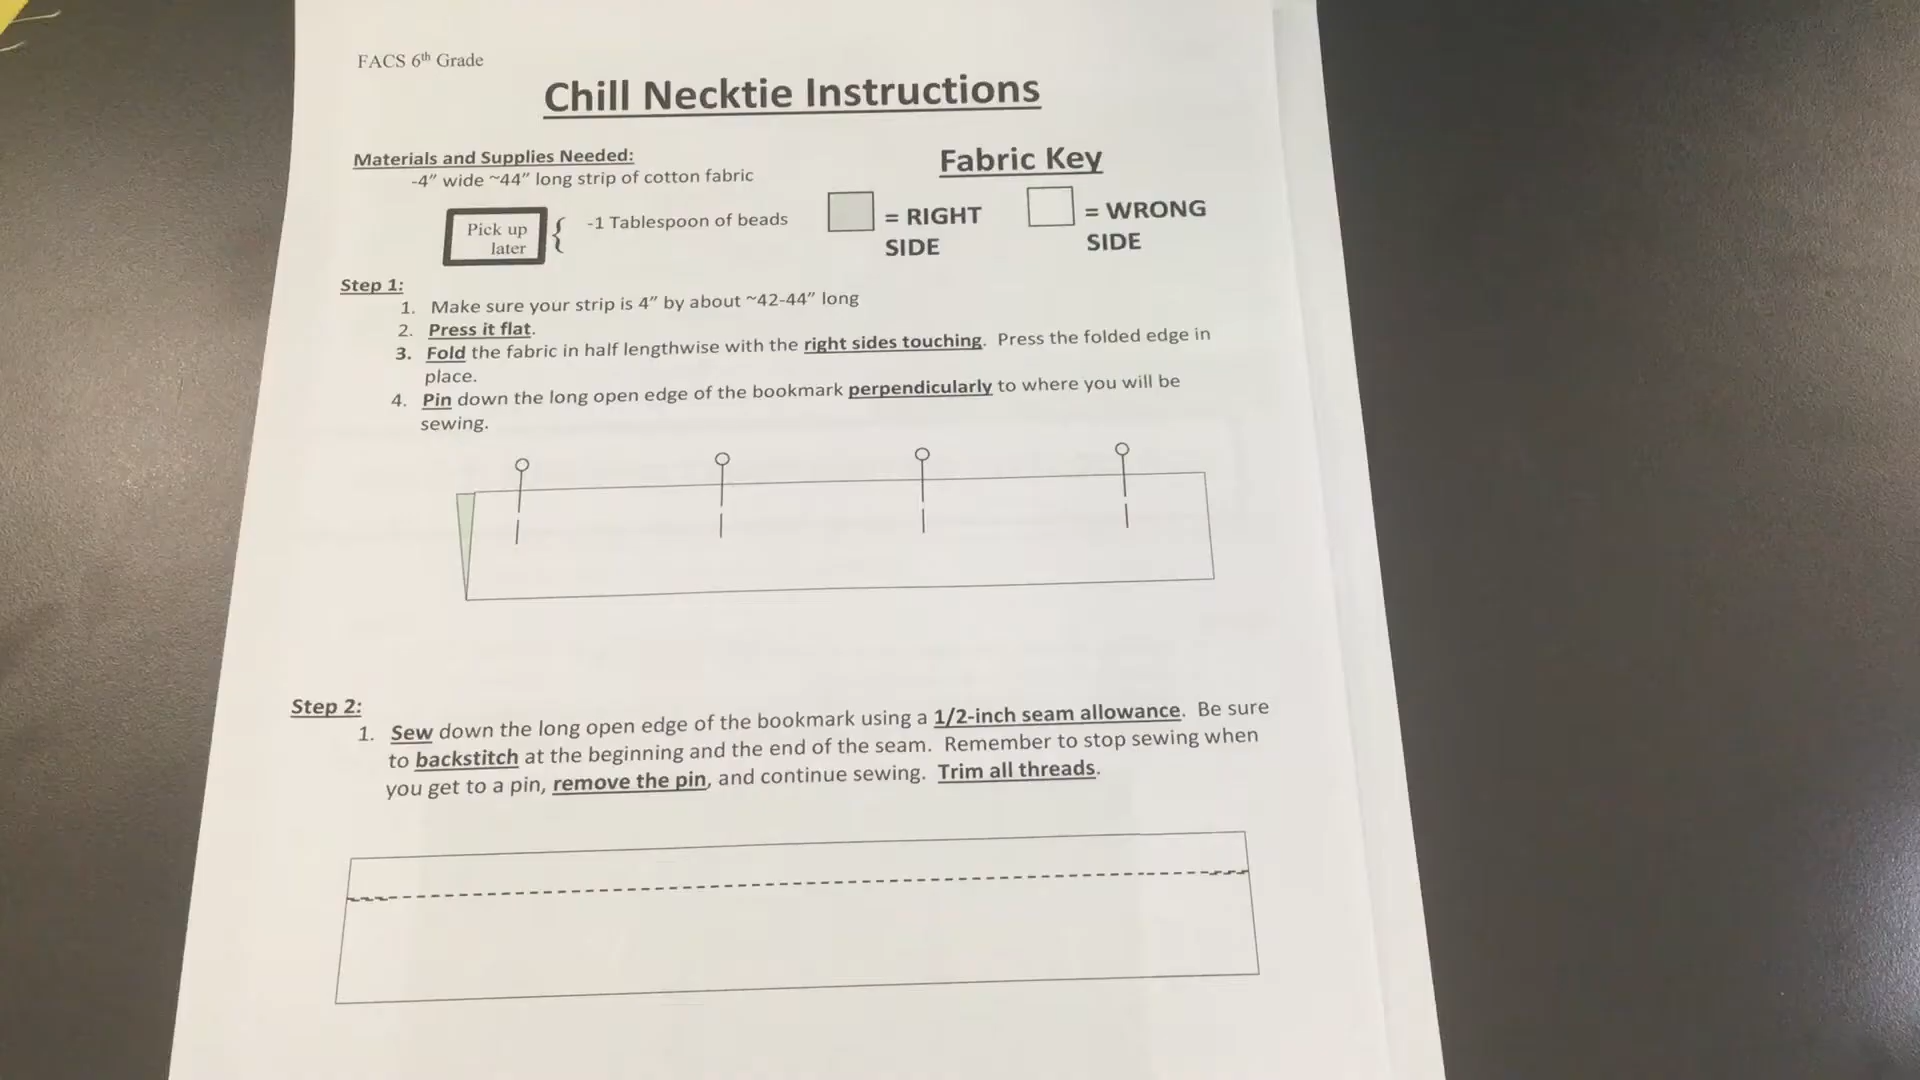 FACS 6th Grade
Chill Necktie Instructions
Materials and Supplies Needed:
-4” wide ~44” long strip of cotton fabric
Pick up
later
-1 Tablespoon of beads
Fabric Key
= RIGHT
SIDE
= WRONG
SIDE
Step 1:
1. Make sure your strip is 4” by about ~42-44” long
2. Press it flat.
3. Fold the fabric in half lengthwise with the right sides touching. Press the folded edge in
place.
4. Pin down the long open edge of the bookmark perpendicularly to where you will be
sewing.
Step 2:
1. Sew down the long open edge of the bookmark using a 1/2-inch seam allowance. Be sure
to backstitch at the beginning and the end of the seam. Remember to stop sewing when
you get to a pin, remove the pin, and continue sewing. Trim all threads.